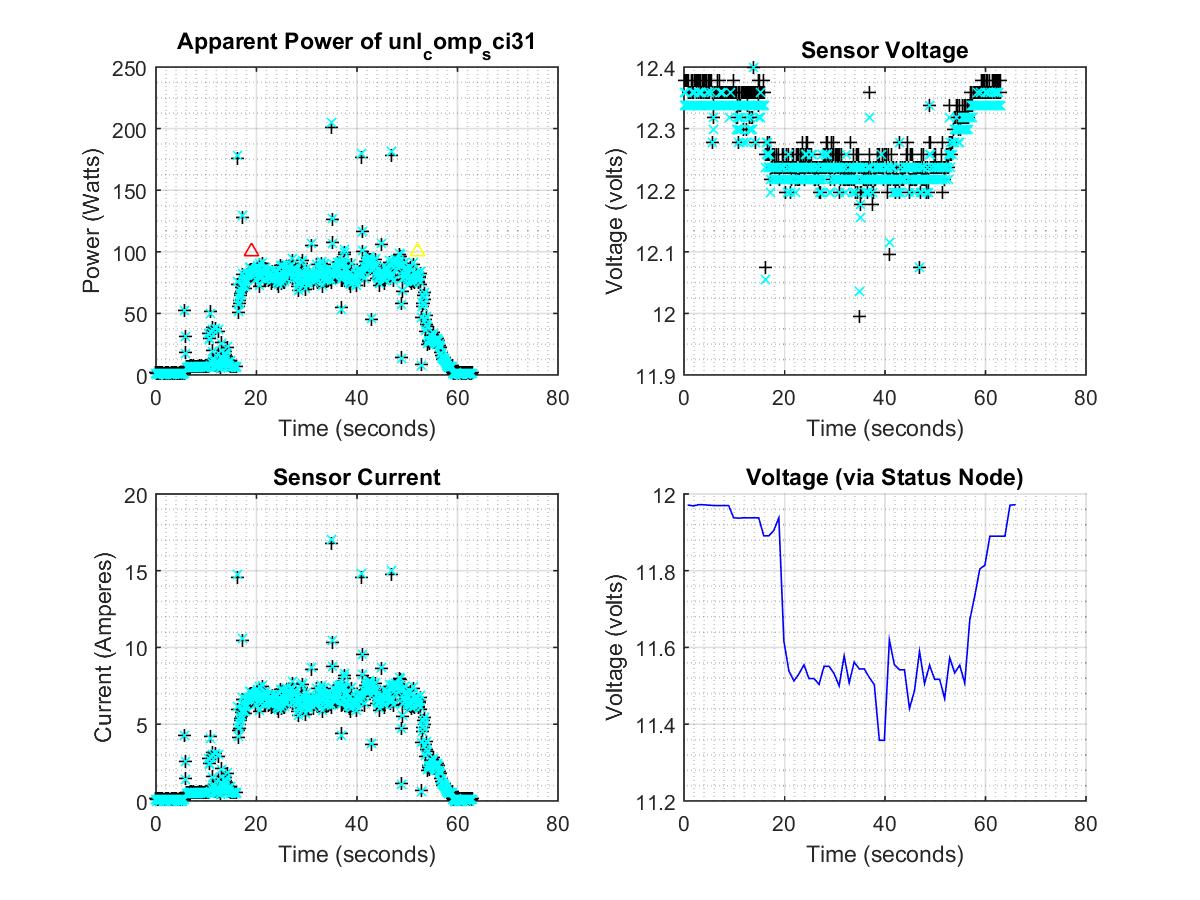 Apparent Power of unl_comp_sci31
250
200
150
100
50
0
Power (Watts)
0 20 40 60 80
Time (seconds)
Sensor Voltage
12.4
12.3
12.2
12.1
12
11.9
Voltage (volts)
0 20 40 60 80
Time (seconds)
Sensor Current
20
15
10
5
0
Current (Amperes)
0 20 40 60 80
Time (seconds)
Voltage (via Status Node)
12
11.8
11.6
11.4
11.2
Voltage (volts)
0 20 40 60 80
Time (seconds)